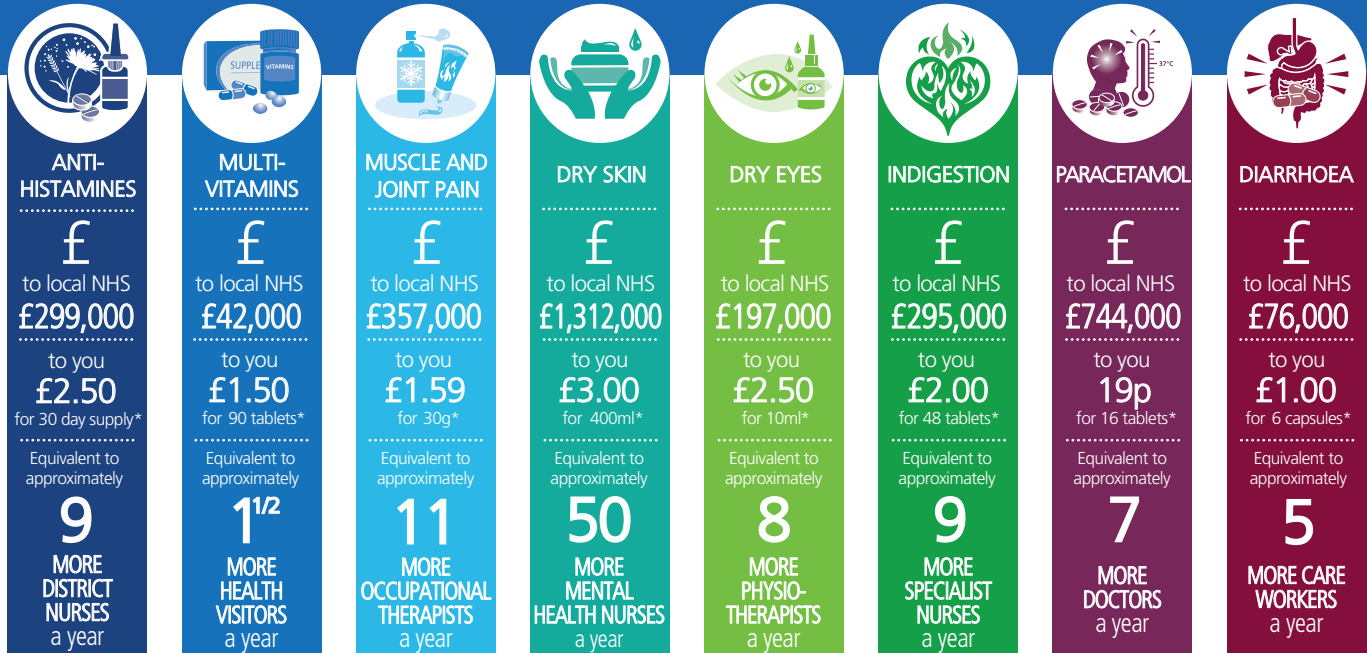 SUPPLE
VITAMINS
37°C
ANTI-
HISTAMINES
£
to local NHS
£299,000
to you
£2.50
for 30 day supply*
Equivalent to
approximately
9
MORE
DISTRICT
NURSES
a year
MULTI-
VITAMINS
£
to local NHS
£42,000
to you
£1.50
for 90 tablets*
Equivalent to
approximately
1 1/2
MORE
HEALTH
VISITORS
a year
MUSCLE AND
JOINT PAIN
£
to local NHS
£357,000
to you
£1.59
for 30g*
Equivalent to
approximately
11
MORE
OCCUPATIONAL
THERAPISTS
a year
DRY SKIN
£
to local NHS
£1,312,000
to you
£3.00
for 400ml*
Equivalent to
approximately
50
MORE
MENTAL
HEALTH NURSES
a year
DRY EYES
£
to local NHS
£197,000
to you
£2.50
for 10ml*
Equivalent to
approximately
8
MORE
PHYSIO-
THERAPISTS
a year
INDIGESTION
£
to local NHS
£295,000
to you
£2.00
for 48 tablets*
Equivalent to
approximately
9
MORE
SPECIALIST
NURSES
a year
PARACETAMOL
£
to local NHS
£744,000
to you
19p
for 16 tablets*
Equivalent to
approximately
7
MORE
DOCTORS
a year
DIARRHOEA
£
to local NHS
£76,000
to you
£1.00
for 6 capsules*
Equivalent to
approximately
5
MORE CARE
WORKERS
a year